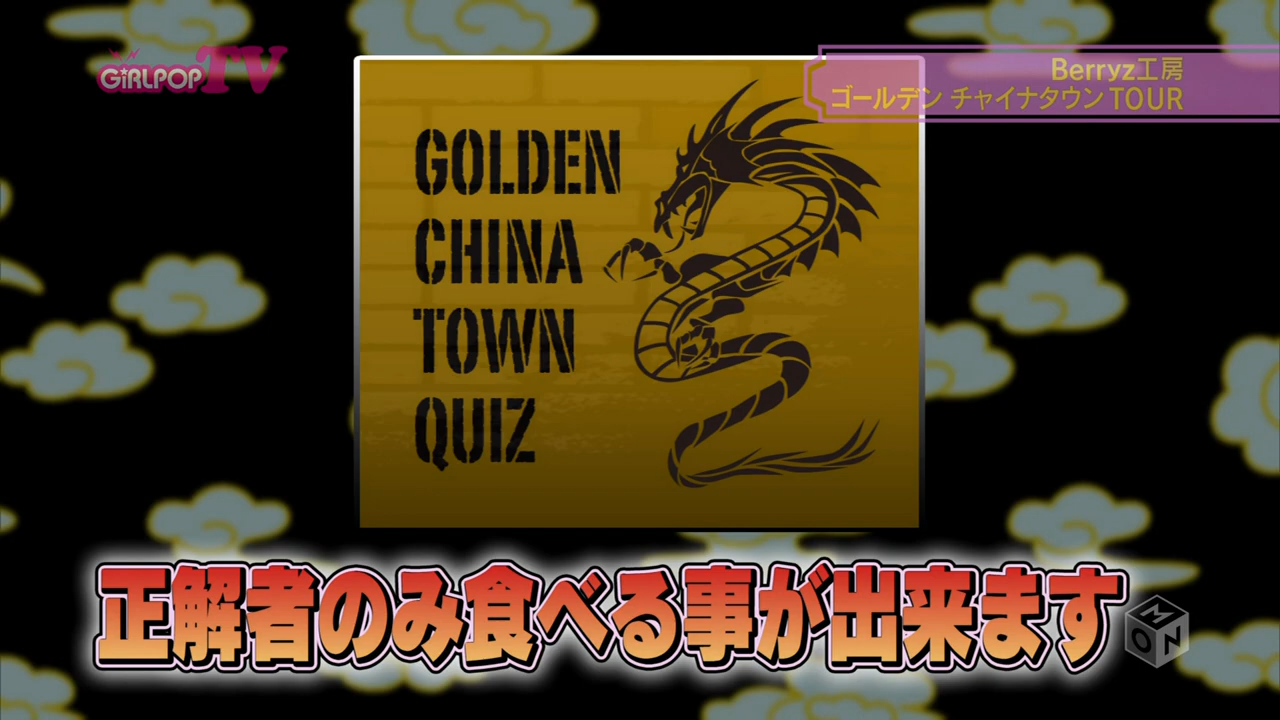 GiRLPOP TV
Berryz工房
ゴールデン チャイナタウン TOUR
GOLDEN
CHINA
TOWN
QUIZ
正解者のみ食べる事が出来ます
M
ON